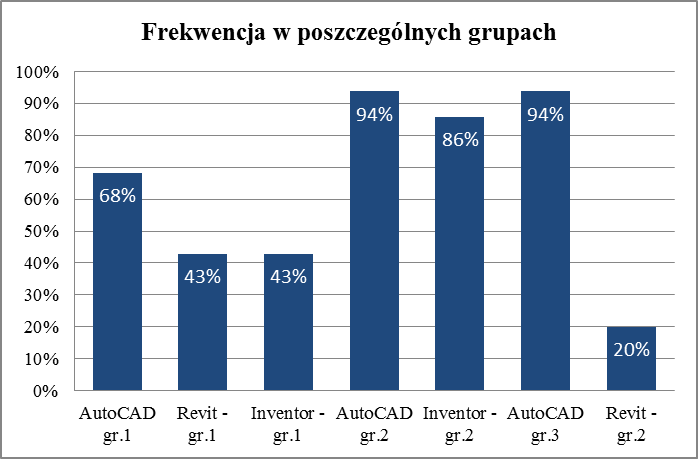 Frekwencja w poszczególnych grupach
100%
90%
80%
70%
60%
50%
40%
30%
20%
10%
0%
68%
43%
43%
94%
86%
94%
20%
AutoCAD gr.1
Revit - gr.1
Inventor - gr.1
AutoCAD gr.2
Inventor - gr.2
AutoCAD gr.3
Revit - gr.2